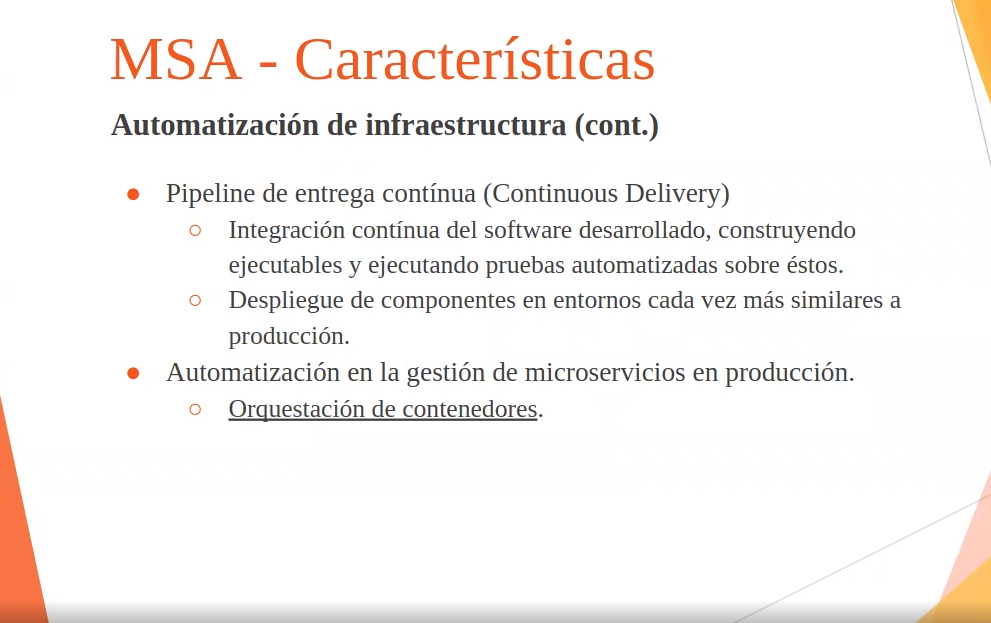 MSA - Características
Automatización de infraestructura (cont.)
Pipeline de entrega contínua (Continuous Delivery)
Integración contínua del software desarrollado, construyendo
ejecutables y ejecutando pruebas automatizadas sobre éstos.
Despliegue de componentes en entornos cada vez más similares a
producción.
Automatización en la gestión de microservicios en producción.
Orquestación de contenedores.